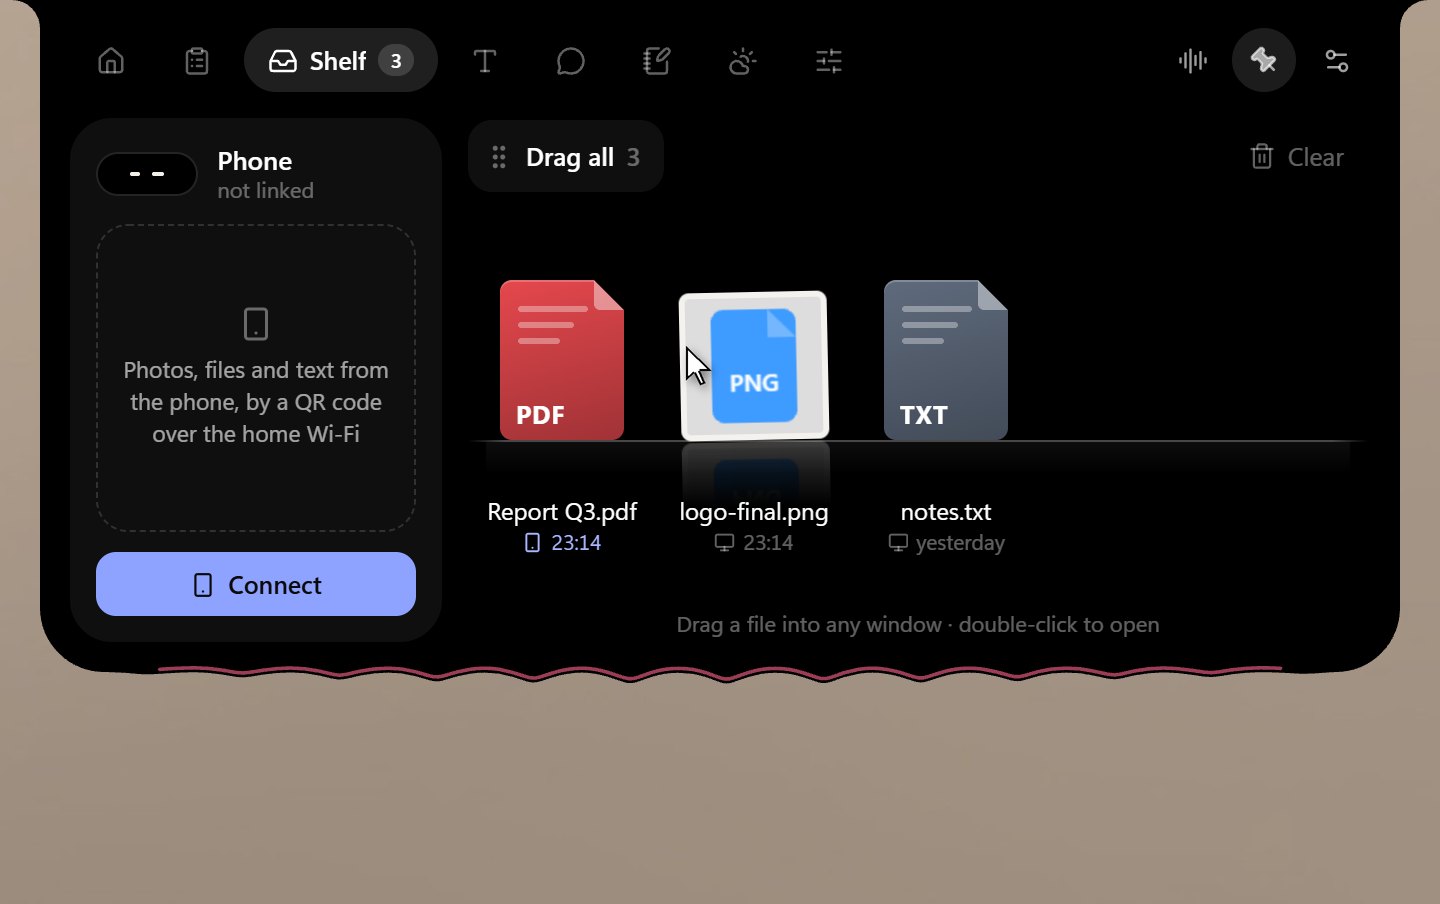 Shelf 3
Phone
not linked
Photos, files and text from
the phone, by a QR code
over the home Wi-Fi
Connect
Drag all 3
Clear
PDF
PNG
TXT
Report Q3.pdf
23:14
logo-final.png
23:14
notes.txt
yesterday
Drag a file into any window · double-click to open